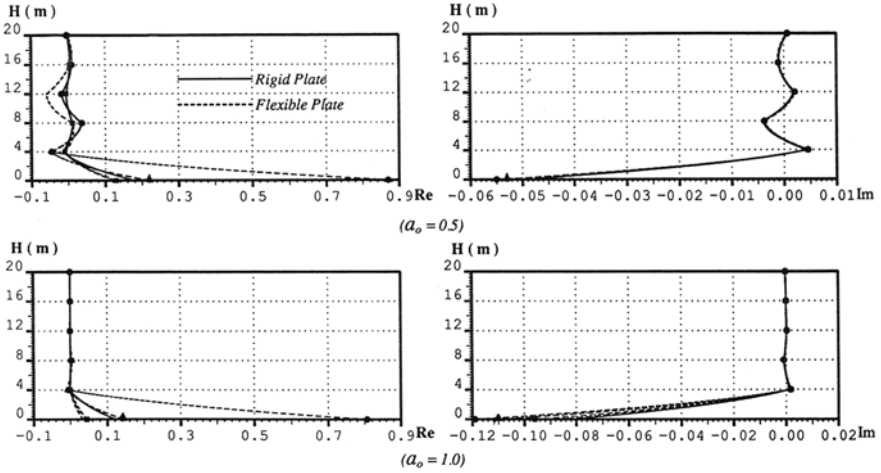 H (m)
20
16
12
8
4
0
Rigid Plate
Flexible Plate
-0.1 0.1 0.3 0.5 0.7 0.9 Re
H (m)
20
16
12
8
4
0
-0.06 -0.05 -0.04 -0.03 -0.02 -0.01 0.00 0.01 Im
(a₀ = 0.5)
H (m)
20
16
12
8
4
0
-0.1 0.1 0.3 0.5 0.7 0.9 Re
H (m)
20
16
12
8
4
0
-0.12 -0.10 -0.08 -0.06 -0.04 -0.02 0.00 0.02 Im
(a₀ = 1.0)